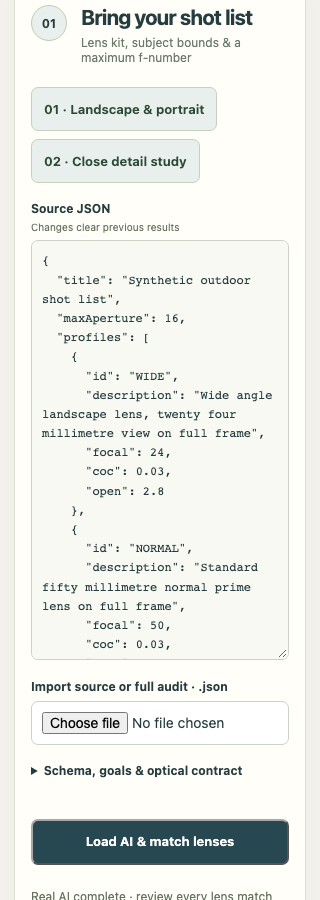 01
Bring your shot list
Lens kit, subject bounds & a
maximum f-number
01 · Landscape & portrait
02 · Close detail study
Source JSON
Changes clear previous results
{
"title": "Synthetic outdoor
shot list",
"maxAperture": 16,
"profiles": [
{
"id": "WIDE",
"description": "Wide angle
landscape lens, twenty four
millimetre view on full frame",
"focal": 24,
"coc": 0.03,
"open": 2.8
},
{
"id": "NORMAL",
"description": "Standard
fifty millimetre normal prime
lens on full frame",
"focal": 50,
"coc": 0.03,
Import source or full audit · .json
Choose file No file chosen
Schema, goals & optical contract
Load AI & match lenses
Real AI complete · review every lens match